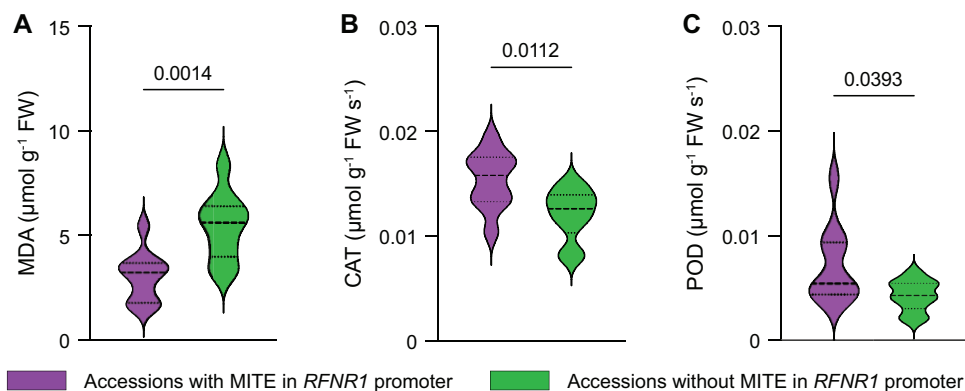 A
MDA (µmol g⁻¹ FW)
15
10
5
0
0.0014
B
CAT (µmol g⁻¹ FW s⁻¹)
0.03
0.02
0.01
0
0.0112
C
POD (µmol g⁻¹ FW s⁻¹)
0.03
0.02
0.01
0
0.0393
Accessions with MITE in RFNR1 promoter
Accessions without MITE in RFNR1 promoter